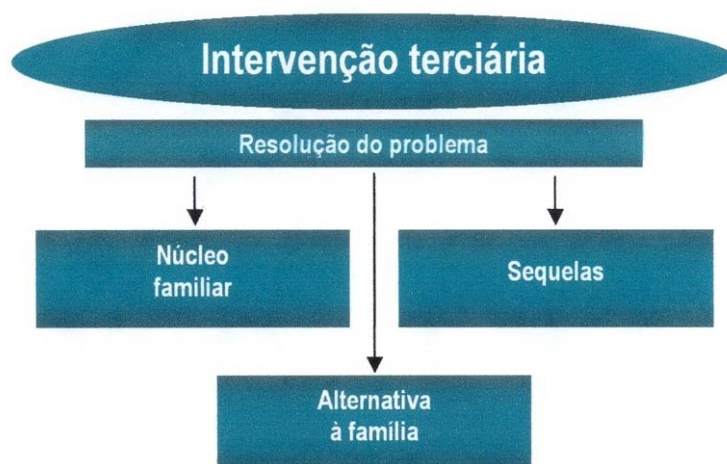 Intervenção terciária
Resolução do problema
Núcleo
familiar
Sequelas
Alternativa
à família